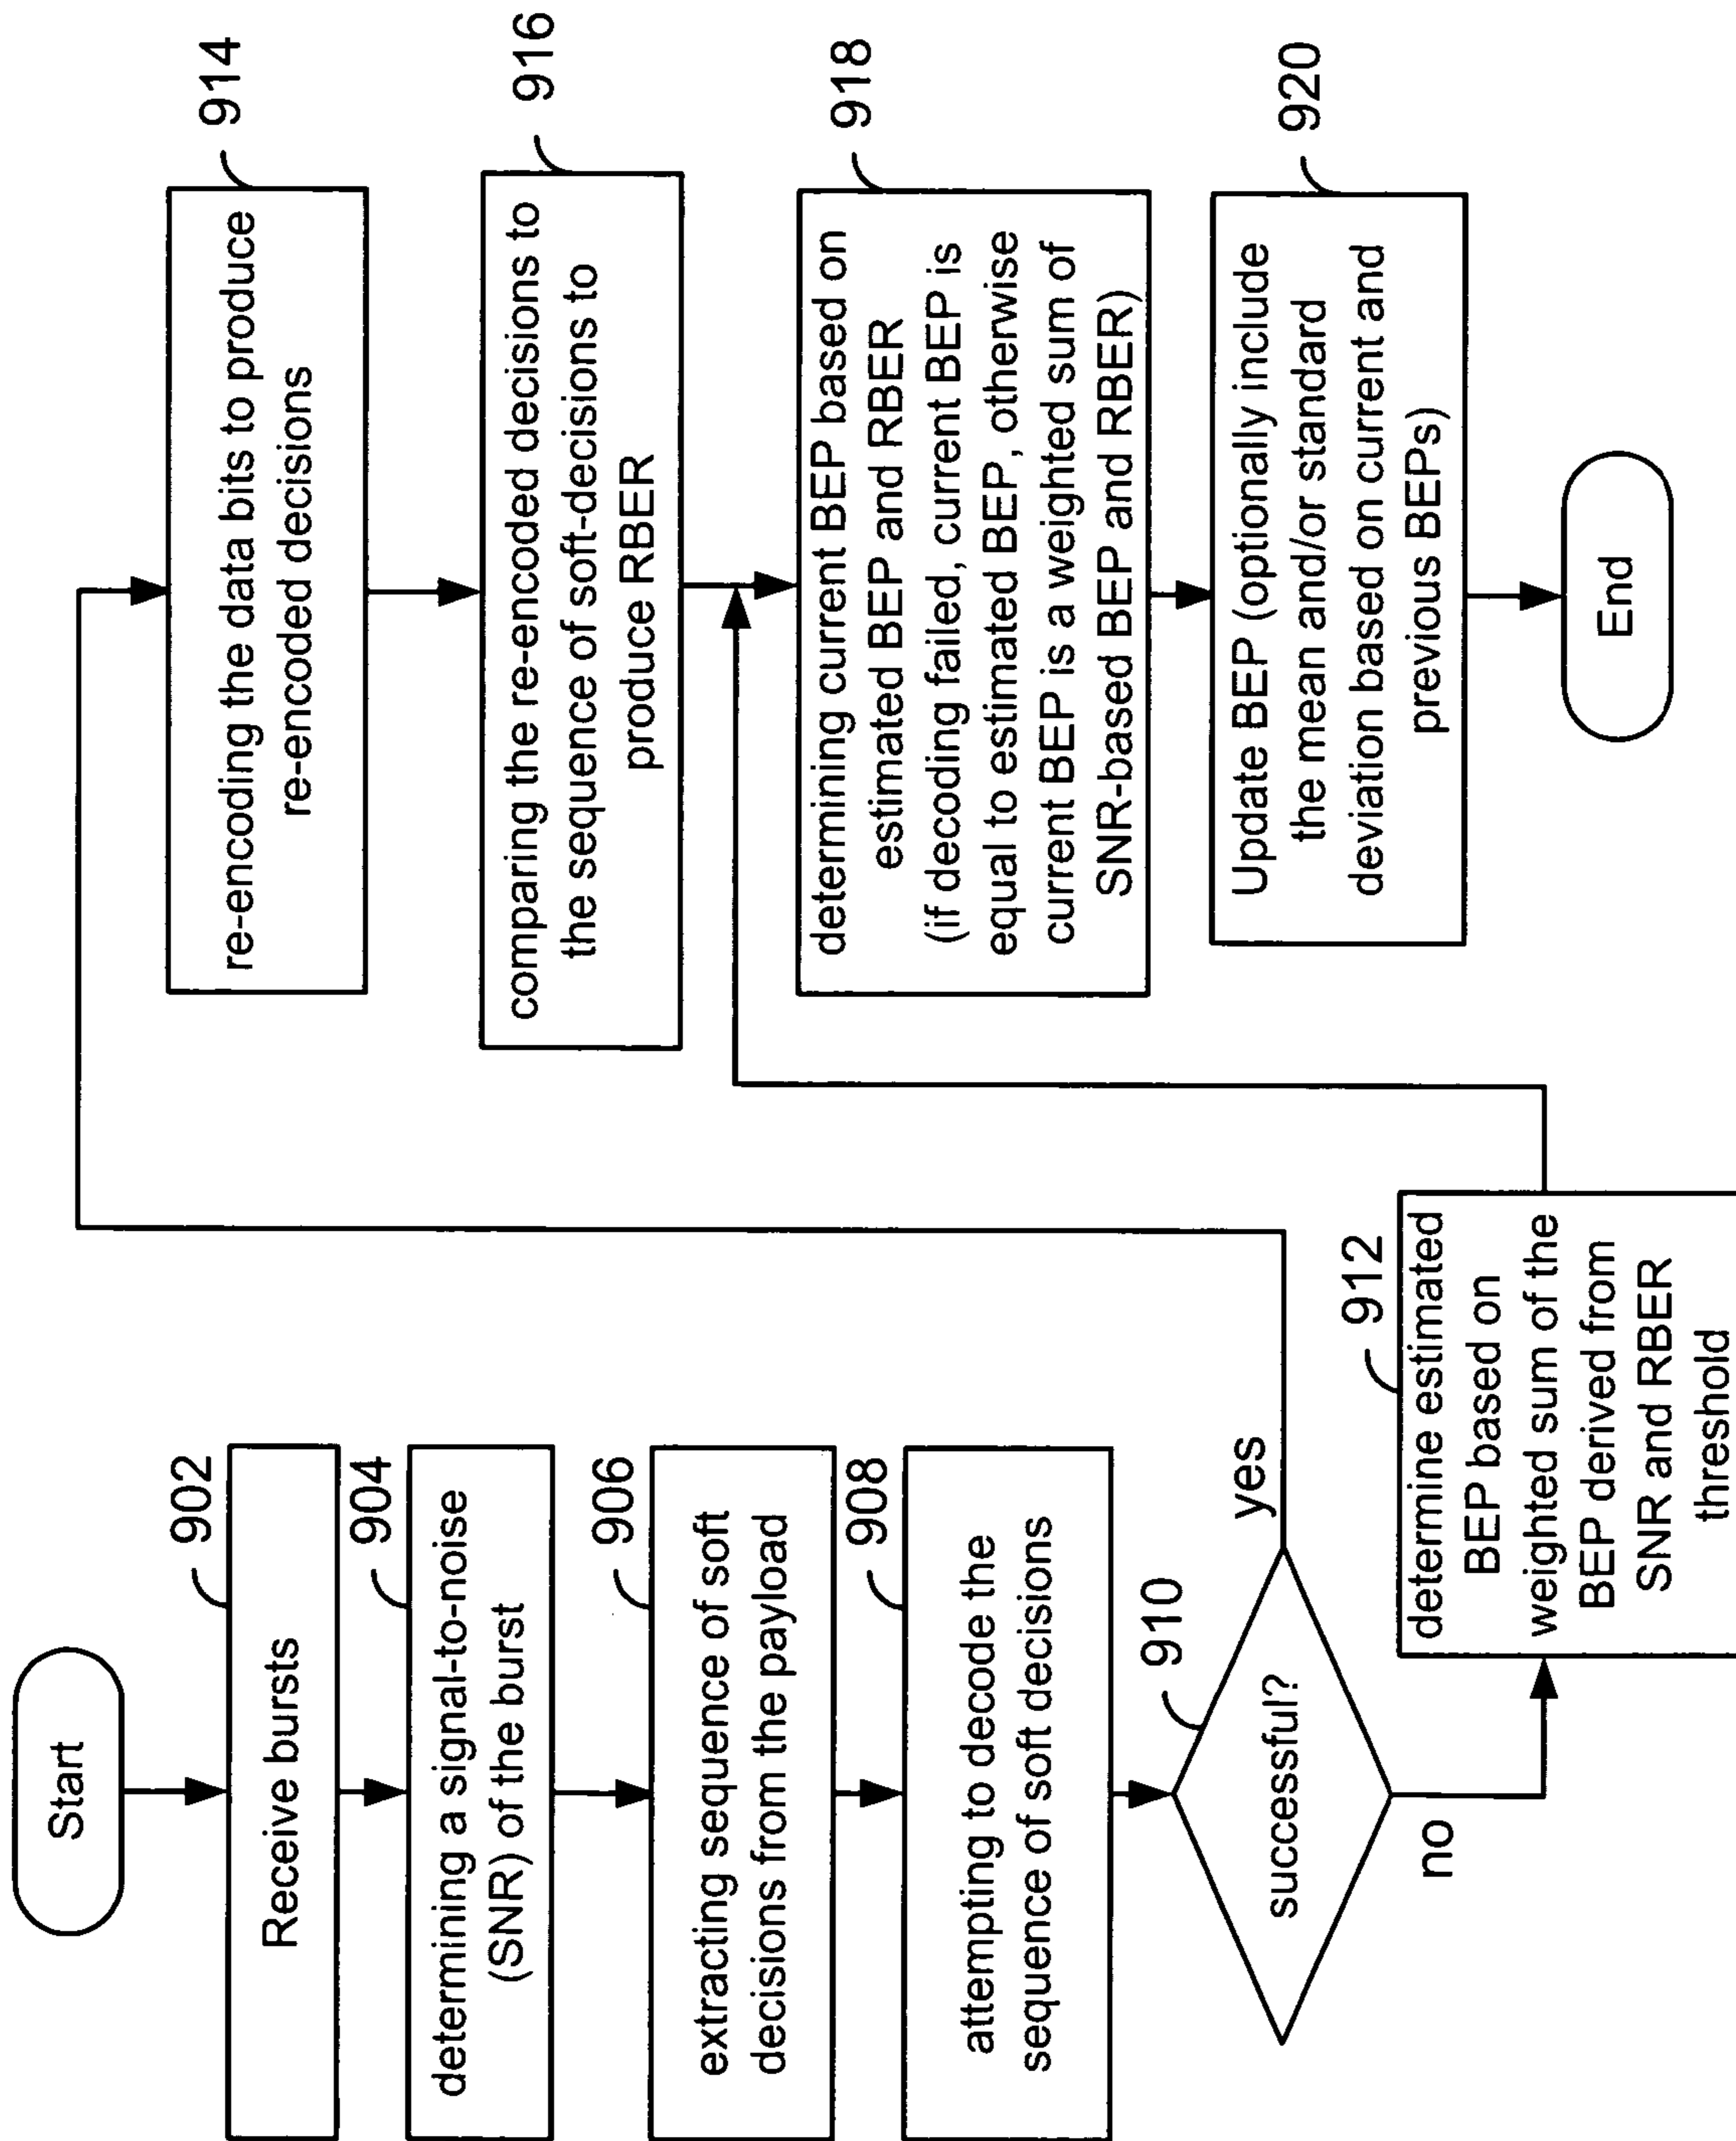 Start
902
Receive bursts
904
determining a signal-to-noise
(SNR) of the burst
906
extracting sequence of soft
decisions from the payload
908
attempting to decode the
sequence of soft decisions
910
successful?
yes
no
912
determine estimated
BEP based on
weighted sum of the
BEP derived from
SNR and RBER
threshold
914
re-encoding the data bits to produce
re-encoded decisions
916
comparing the re-encoded decisions to
the sequence of soft-decisions to
produce RBER
918
determining current BEP based on
estimated BEP and RBER
(if decoding failed, current BEP is
equal to estimated BEP, otherwise
current BEP is a weighted sum of
SNR-based BEP and RBER)
920
Update BEP (optionally include
the mean and/or standard
deviation based on current and
previous BEPs)
End